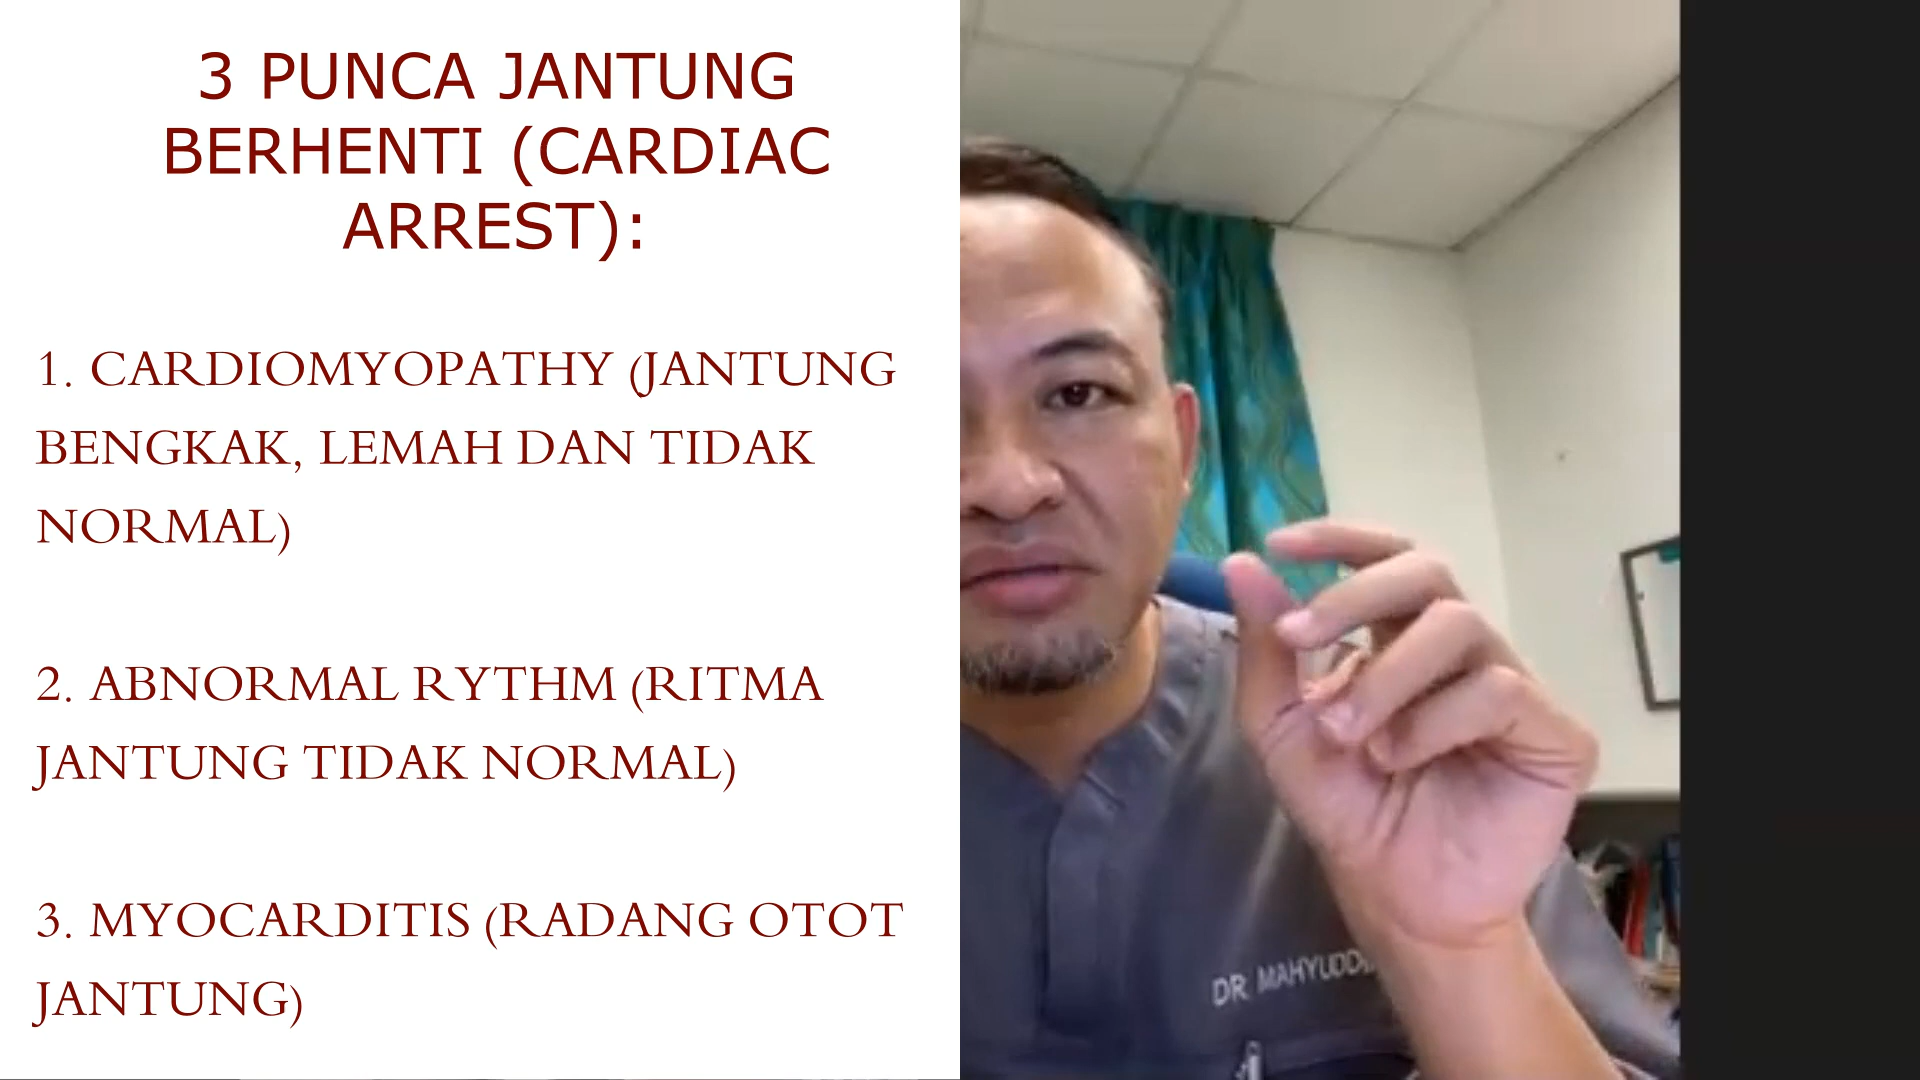 3 PUNCA JANTUNG
BERHENTI (CARDIAC
ARREST):
1. CARDIOMYOPATHY (JANTUNG
BENGKAK, LEMAH DAN TIDAK
NORMAL)
2. ABNORMAL RYTHM (RITMA
JANTUNG TIDAK NORMAL)
3. MYOCARDITIS (RADANG OTOT
JANTUNG)
DR MAHYUDD